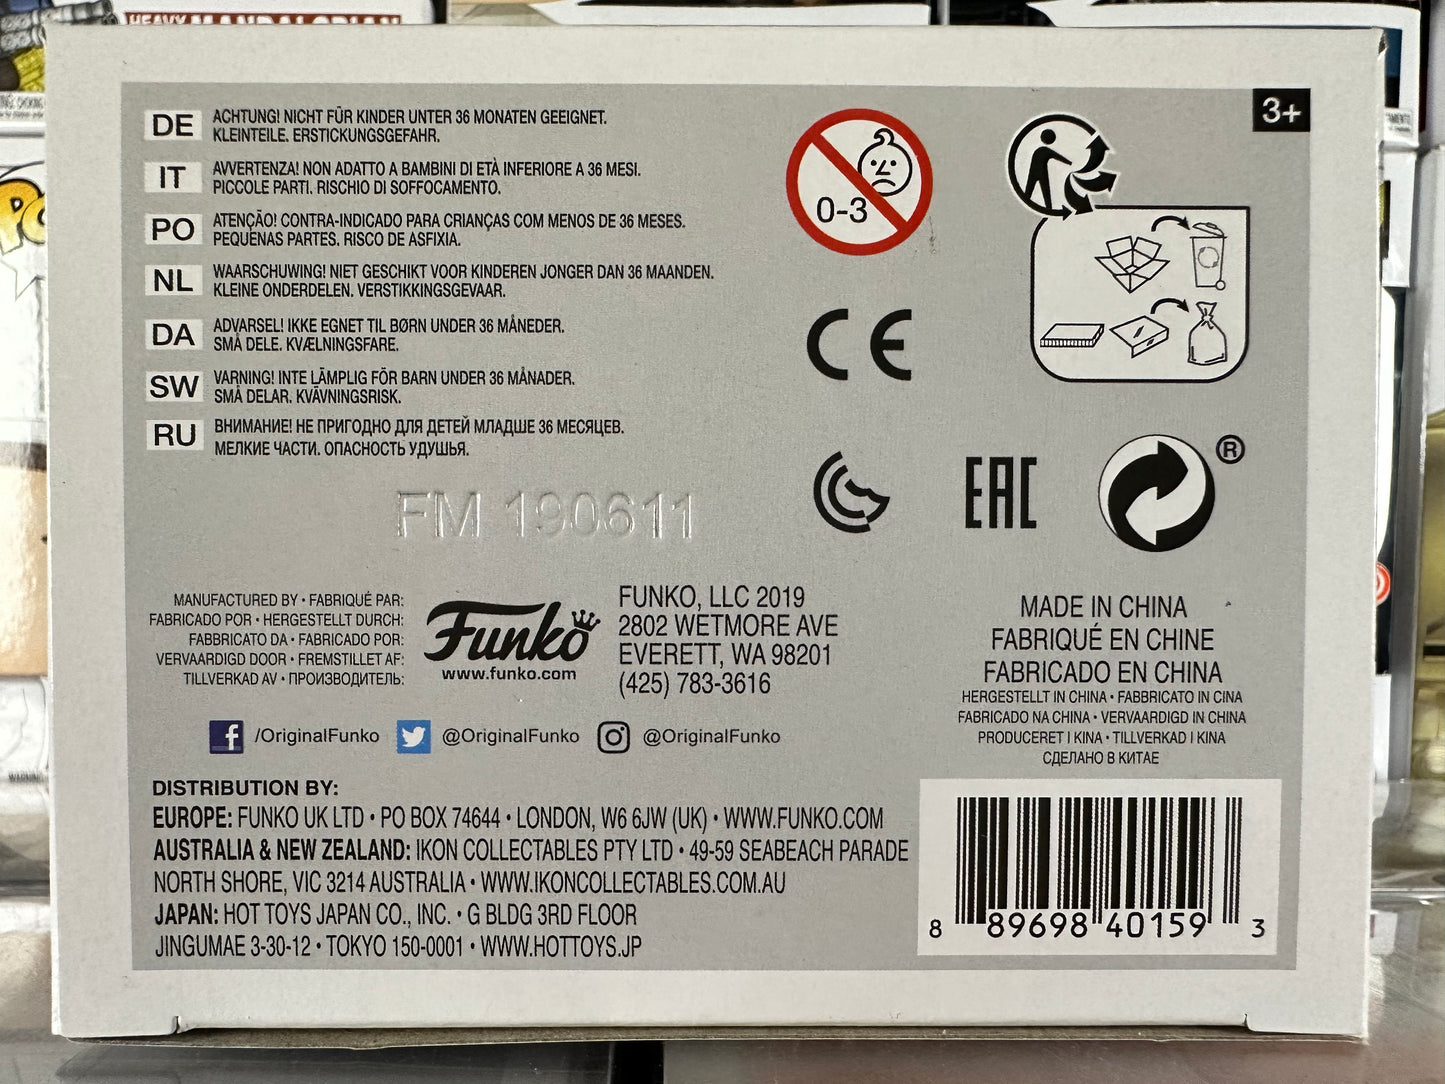 HEAVY MANDALORIAN
3+
DE
ACHTUNG! NICHT FÜR KINDER UNTER 36 MONATEN GEEIGNET.
KLEINTEILE. ERSTICKUNGSGEFAHR.
IT
AVVERTENZA! NON ADATTO A BAMBINI DI ETÀ INFERIORE A 36 MESI.
PICCOLE PARTI. RISCHIO DI SOFFOCAMENTO.
PO
ATENÇÃO! CONTRA-INDICADO PARA CRIANÇAS COM MENOS DE 36 MESES.
PEQUENAS PARTES. RISCO DE ASFIXIA.
NL
WAARSCHUWING! NIET GESCHIKT VOOR KINDEREN JONGER DAN 36 MAANDEN.
KLEINE ONDERDELEN. VERSTIKKINGSGEVAAR.
DA
ADVARSEL! IKKE EGNET TIL BØRN UNDER 36 MÅNEDER.
SMÅ DELE. KVÆLNINGSFARE.
SW
VARNING! INTE LÄMPLIG FÖR BARN UNDER 36 MÅNADER.
SMÅ DELAR. KVÄVNINGSRISK.
RU
ВНИМАНИЕ! НЕ ПРИГОДНО ДЛЯ ДЕТЕЙ МЛАДШЕ 36 МЕСЯЦЕВ.
МЕЛКИЕ ЧАСТИ. ОПАСНОСТЬ УДУШЬЯ.
0-3
CE
EAC
®
FM 190611
MANUFACTURED BY • FABRIQUÉ PAR:
FABRICADO POR • HERGESTELLT DURCH:
FABBRICATO DA • FABRICADO POR:
VERVAARDIGD DOOR • FREMSTILLET AF:
TILLVERKAD AV • ПРОИЗВОДИТЕЛЬ:
Funko
www.funko.com
FUNKO, LLC 2019
2802 WETMORE AVE
EVERETT, WA 98201
(425) 783-3616
MADE IN CHINA
FABRIQUÉ EN CHINE
FABRICADO EN CHINA
HERGESTELLT IN CHINA • FABBRICATO IN CINA
FABRICADO NA CHINA • VERVAARDIGD IN CHINA
PRODUCERET I KINA • TILLVERKAD I KINA
СДЕЛАНО В КИТАЕ
f /OriginalFunko @OriginalFunko @OriginalFunko
DISTRIBUTION BY:
EUROPE: FUNKO UK LTD • PO BOX 74644 • LONDON, W6 6JW (UK) • WWW.FUNKO.COM
AUSTRALIA & NEW ZEALAND: IKON COLLECTABLES PTY LTD • 49-59 SEABEACH PARADE
NORTH SHORE, VIC 3214 AUSTRALIA • WWW.IKONCOLLECTABLES.COM.AU
JAPAN: HOT TOYS JAPAN CO., INC. • G BLDG 3RD FLOOR
JINGUMAE 3-30-12 • TOKYO 150-0001 • WWW.HOTTOYS.JP
8 89698 40159 3